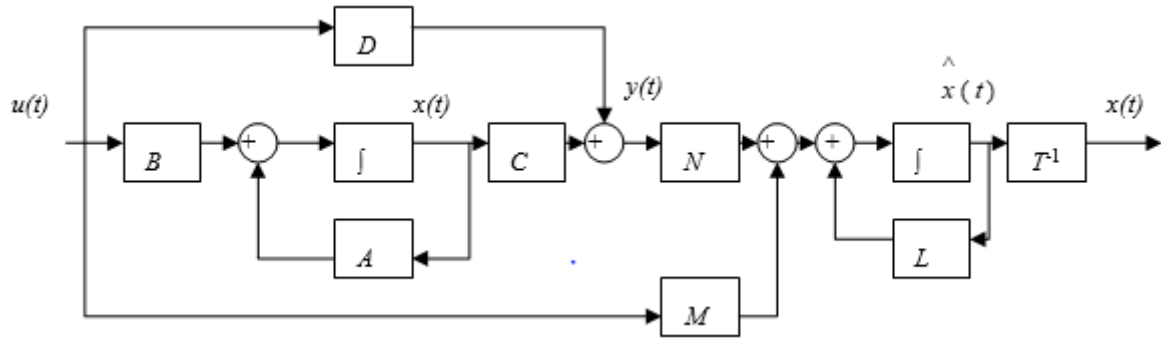 D
u(t)
x(t)
y(t)
^
x(t)
x(t)
B
+
∫
C
+
N
+
+
∫
T-1
A
L
M